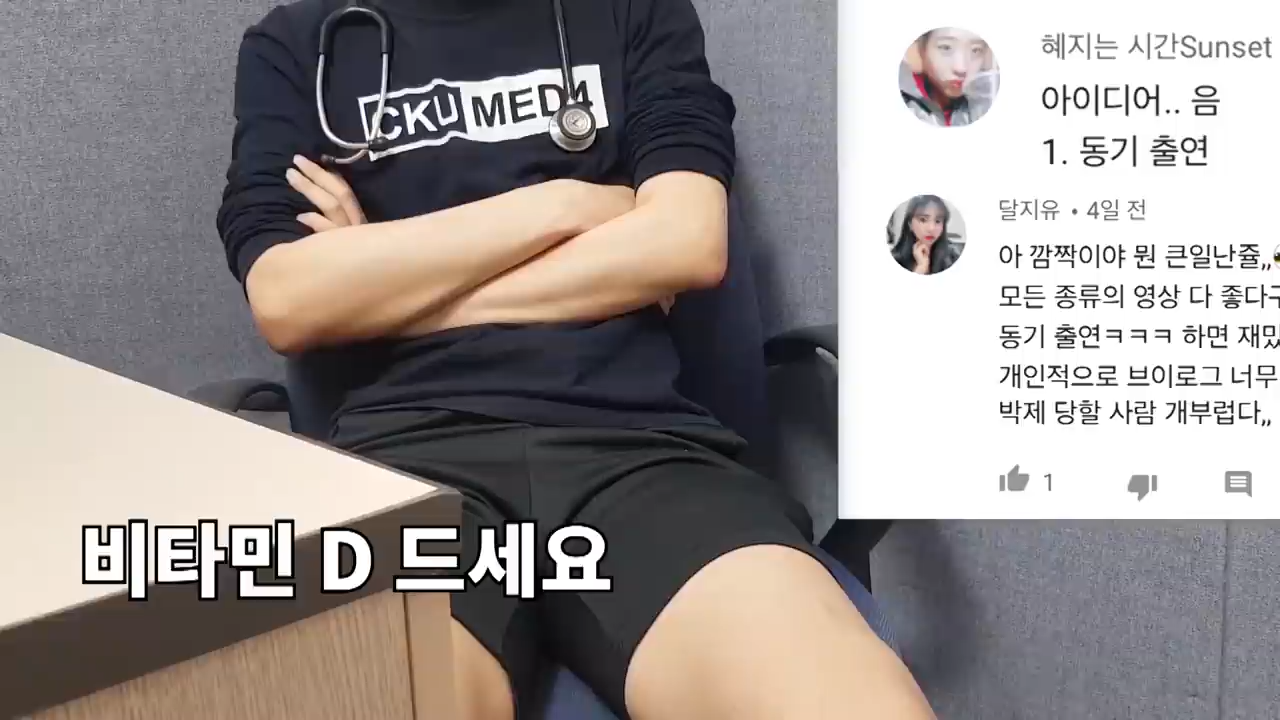 CKU MED4
혜지는 시간Sunset
아이디어.. 음
1. 동기 출연
달지유 • 4일 전
아 깜짝이야 뭔 큰일난쥴,,
모든 종류의 영상 다 좋다구
동기 출연ㅋㅋㅋ 하면 재밌
개인적으로 브이로그 너무
박제 당할 사람 개부럽다,,
1
비타민 D 드세요